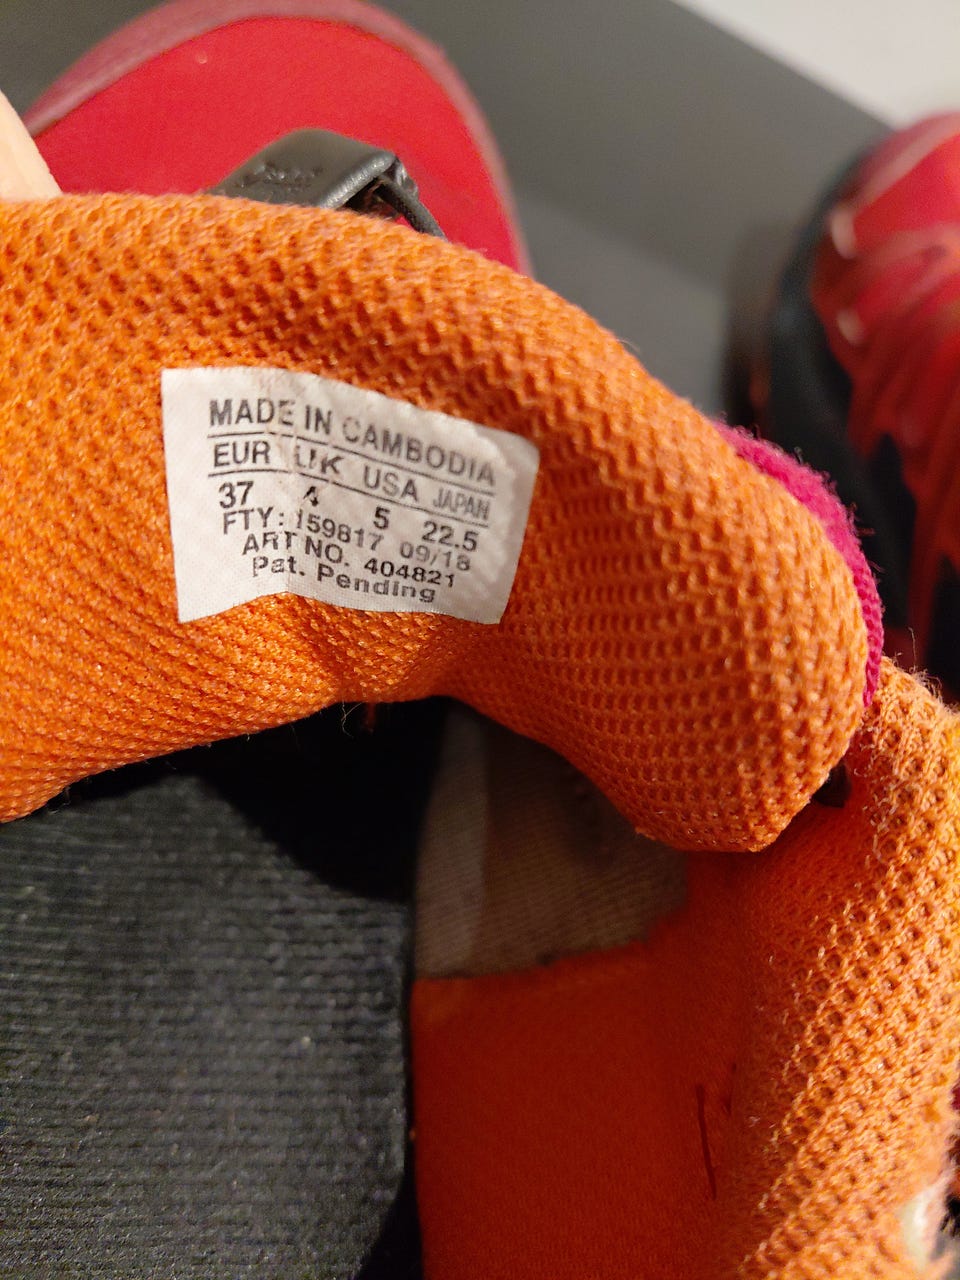 MADE IN CAMBODIA
EUR UK USA JAPAN
37 4 5 22.5
FTY: 159817 09/18
ART NO. 404821
Pat. Pending